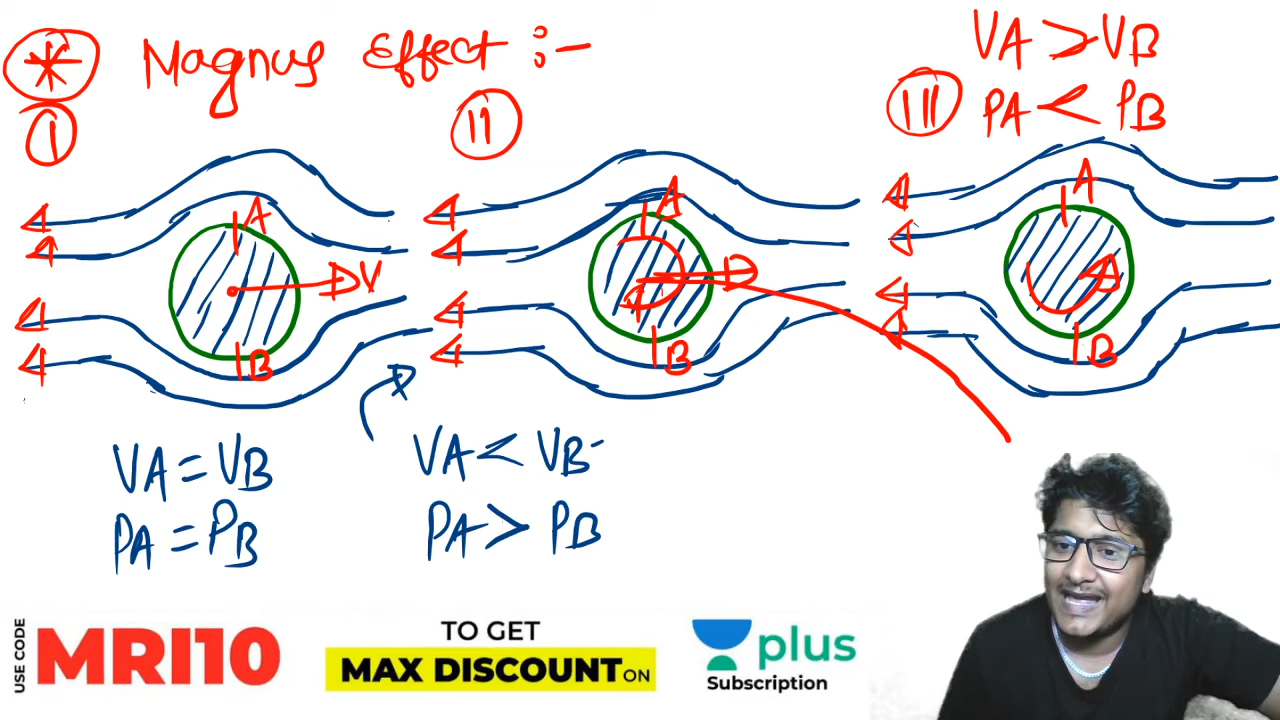 * Magnus Effect :-
I
II
III
VA > VB
PA < PB
A
V
B
A
B
A
B
VA = VB
PA = PB
VA < VB
PA > PB
USE CODE
MRI10
TO GET
MAX DISCOUNT ON
plus
Subscription